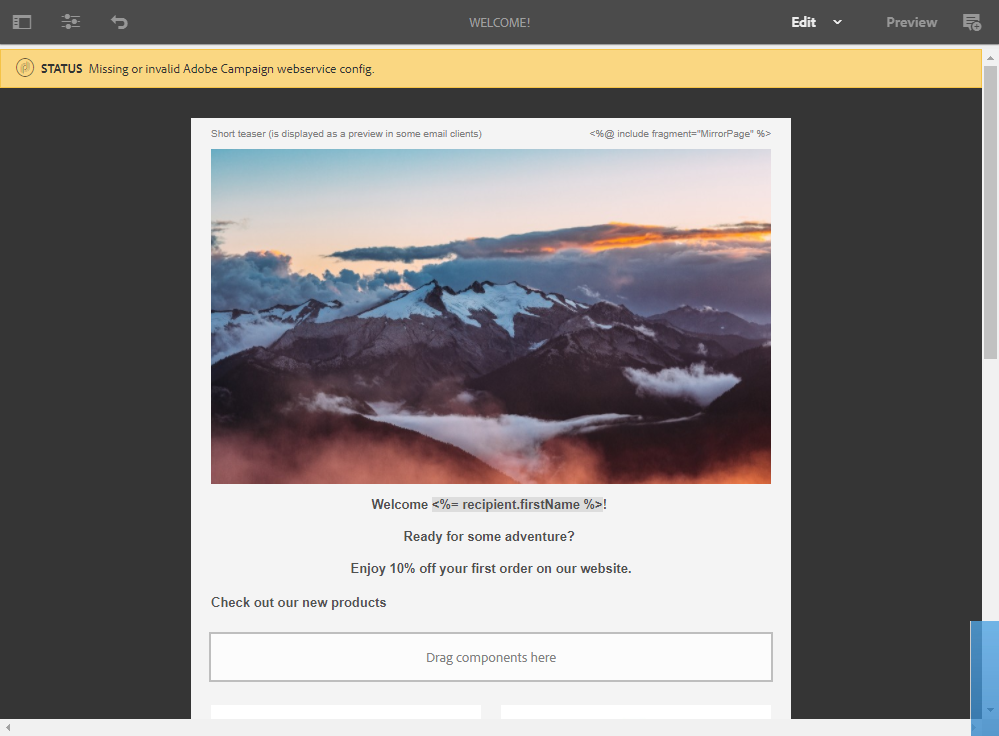 WELCOME!
Edit
Preview
STATUS Missing or invalid Adobe Campaign webservice config.
Short teaser (is displayed as a preview in some email clients)
<%@ include fragment="MirrorPage" %>
Welcome <%= recipient.firstName %>!
Ready for some adventure?
Enjoy 10% off your first order on our website.
Check out our new products
Drag components here